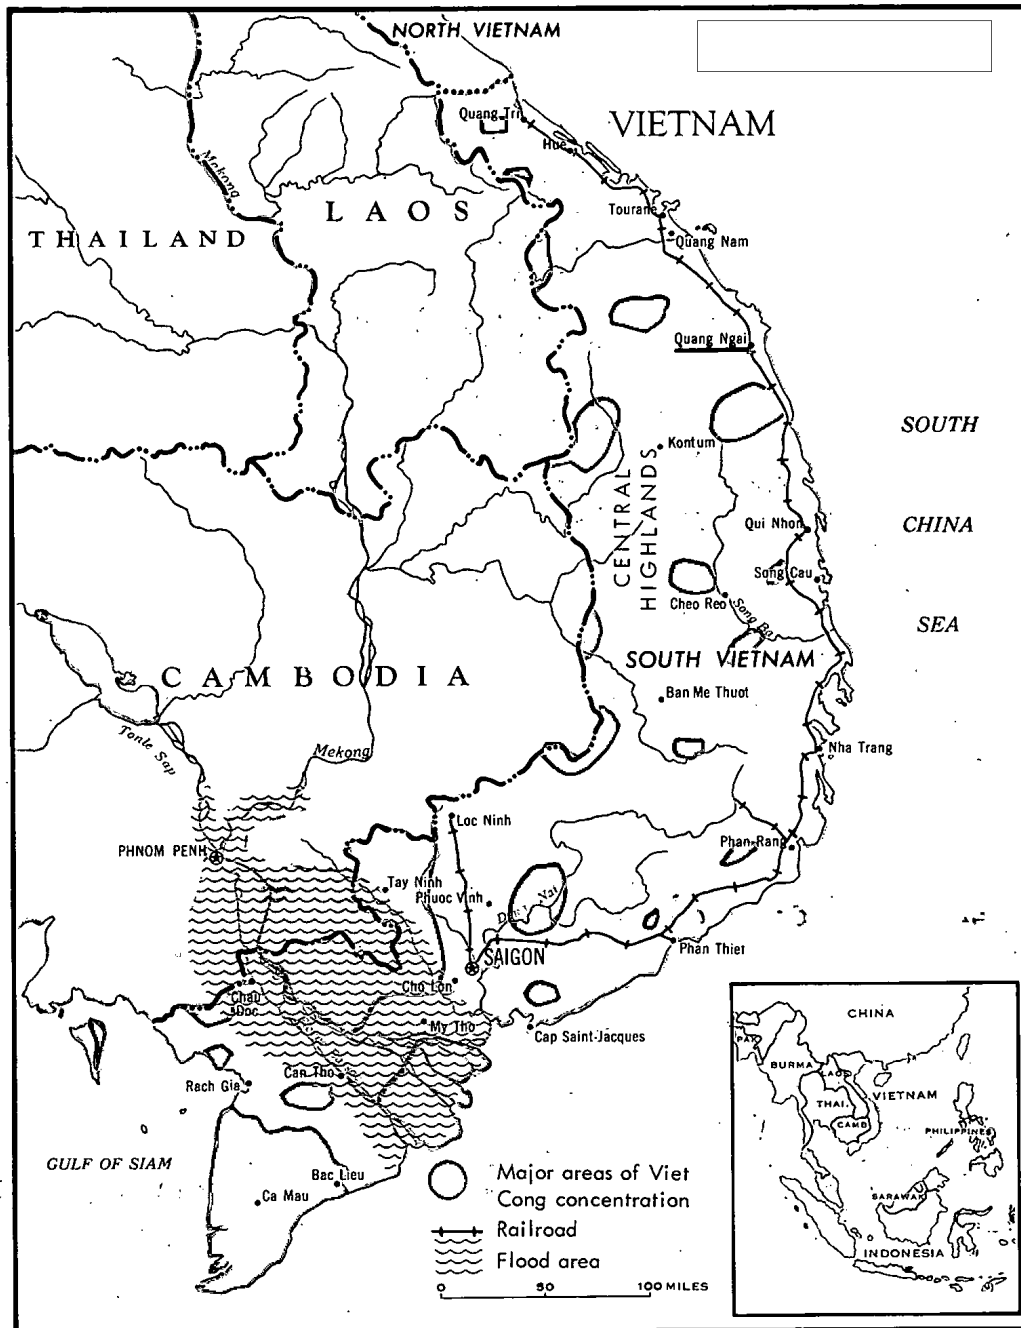 NORTH VIETNAM
VIETNAM
Quang Tri
Hue
Mekong
LAOS
THAILAND
Tourane
Quang Nam
Quang Ngai
SOUTH
CHINA
SEA
Kontum
CENTRAL
HIGHLANDS
Qui Nhon
Song Cau
Cheo Reo
Song Ba
SOUTH VIETNAM
CAMBODIA
Ban Me Thuot
Tonle Sap
Mekong
Nha Trang
Loc Ninh
PHNOM PENH
Phan Rang
Tay Ninh
Phuoc Vinh
SAIGON
Phan Thiet
Cho Lon
Chau
Doc
My Tho
Cap Saint-Jacques
Can Tho
Rach Gia
GULF OF SIAM
Bac Lieu
Ca Mau
Major areas of Viet
Cong concentration
Railroad
Flood area
0 50 100 MILES
CHINA
PAK.
BURMA
LAOS
VIETNAM
THAI.
CAMB
PHILIPPINES
SARAWAK
INDONESIA